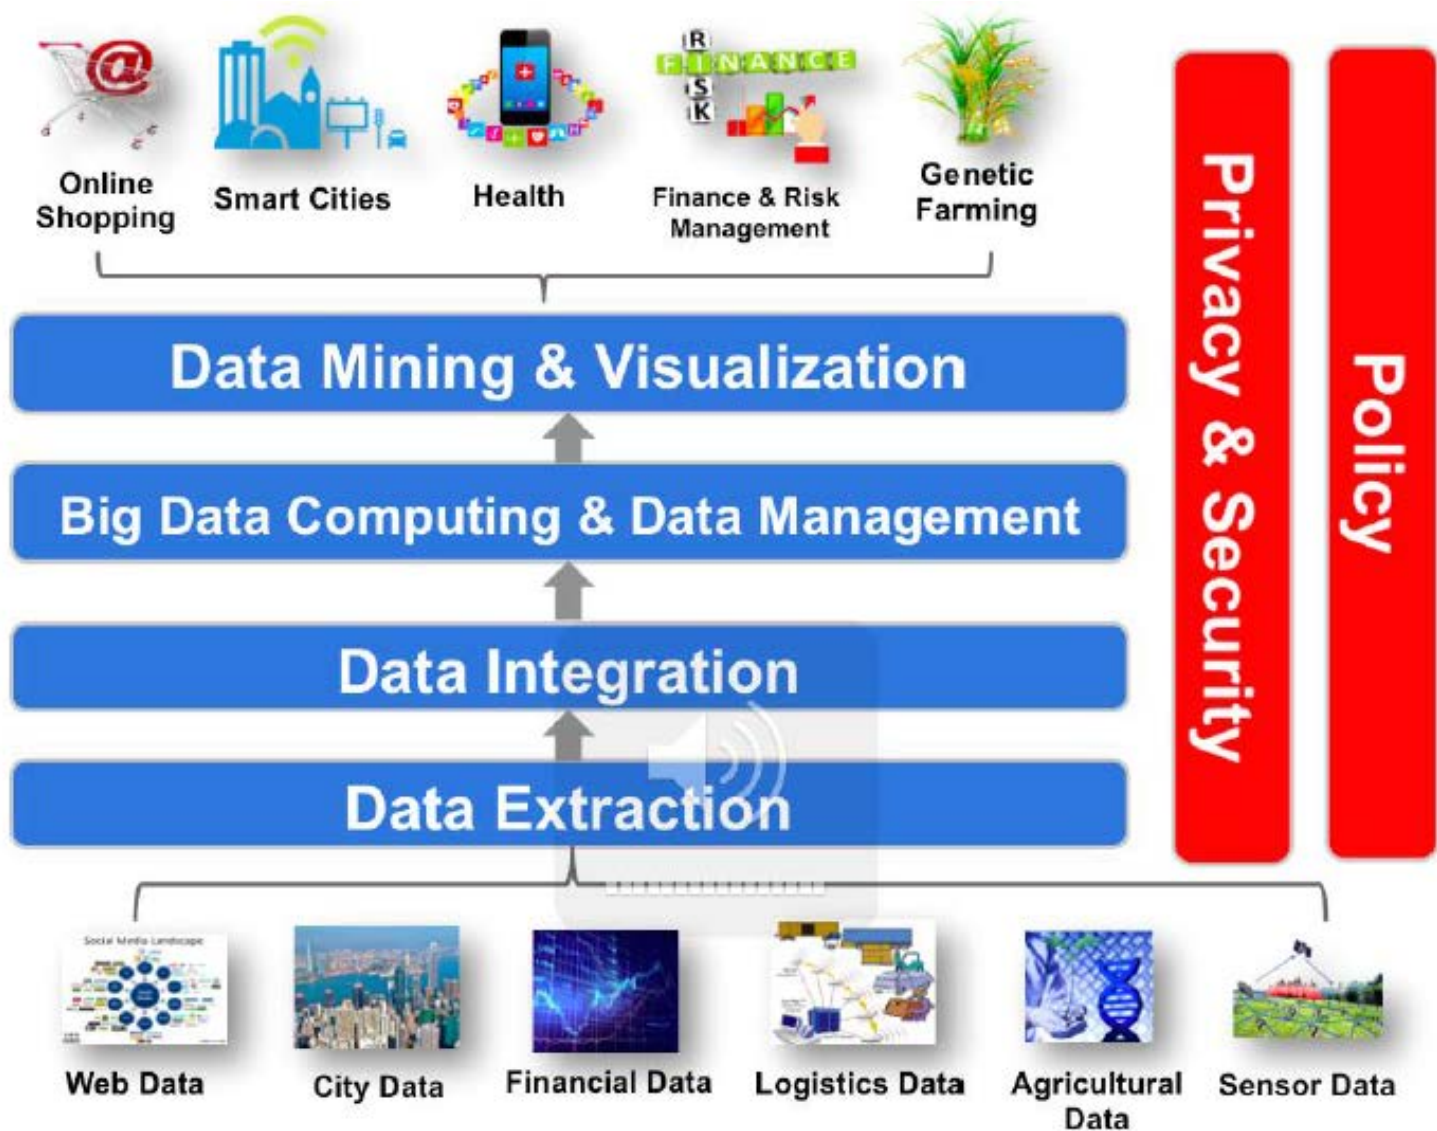 R
FINANCE
S
K
Online
Shopping
Smart Cities
Health
Finance & Risk
Management
Genetic
Farming
Data Mining & Visualization
Big Data Computing & Data Management
Data Integration
Data Extraction
Privacy & Security
Policy
Social Media Landscape
Web Data
City Data
Financial Data
Logistics Data
Agricultural
Data
Sensor Data